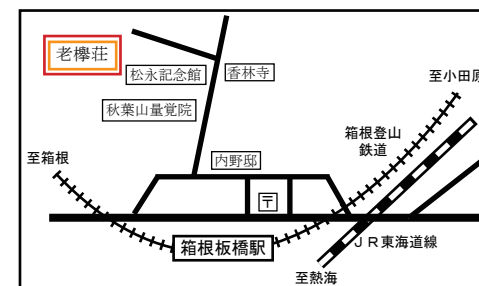 老欅荘
松永記念館
香林寺
秋葉山量覚院
至小田原
箱根登山
鉄道
至箱根
内野邸
〒
箱根板橋駅
JR東海道線
至熱海